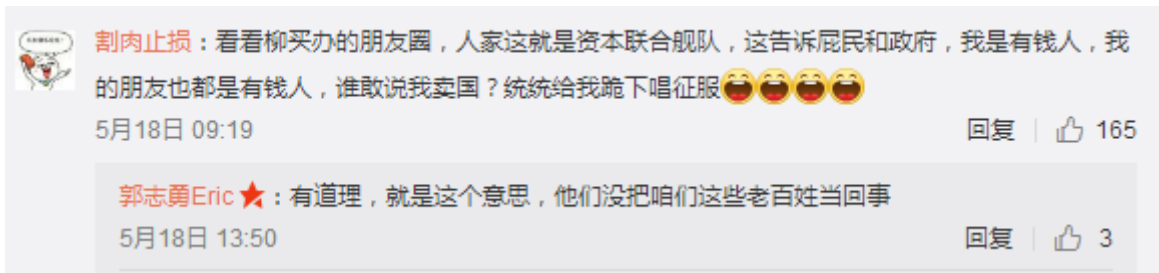 割肉止损：看看柳买办的朋友圈，人家这就是资本联合舰队，这告诉屁民和政府，我是有钱人，我
的朋友也都是有钱人，谁敢说我卖国？统统给我跪下唱征服
5月18日 09:19 回复 165
郭志勇Eric：有道理，就是这个意思，他们没把咱们这些老百姓当回事
5月18日 13:50 回复 3